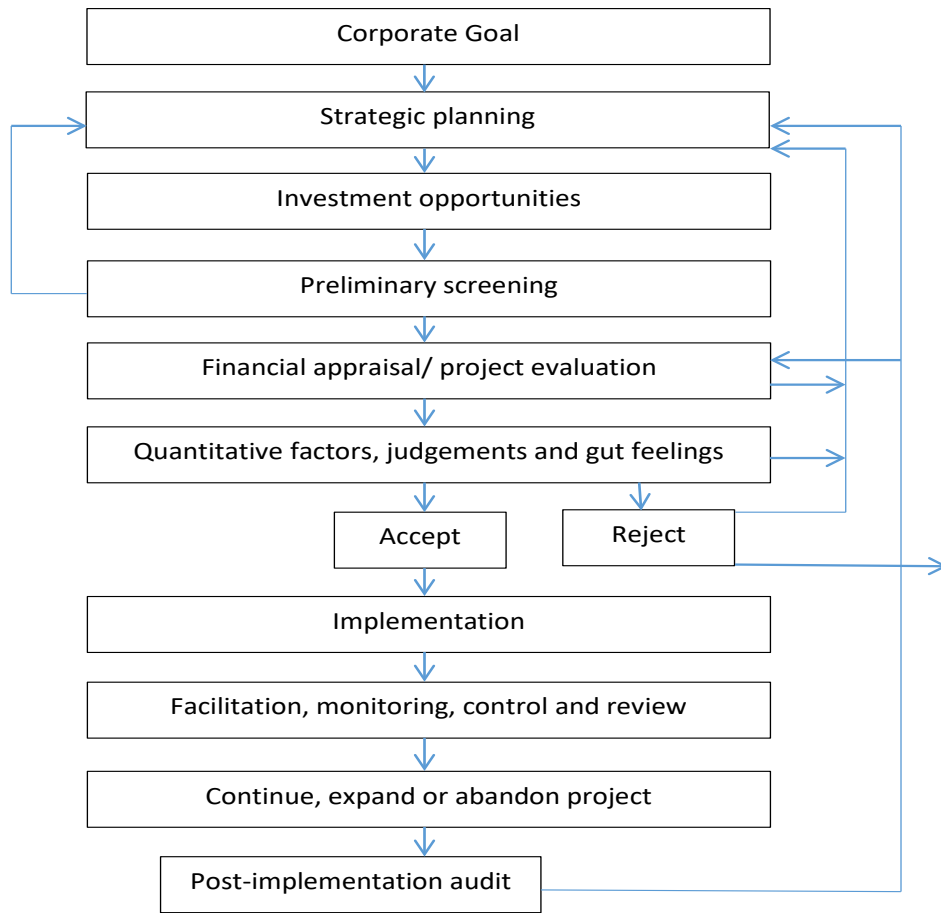 Corporate Goal
Strategic planning
Investment opportunities
Preliminary screening
Financial appraisal/ project evaluation
Quantitative factors, judgements and gut feelings
Accept
Reject
Implementation
Facilitation, monitoring, control and review
Continue, expand or abandon project
Post-implementation audit